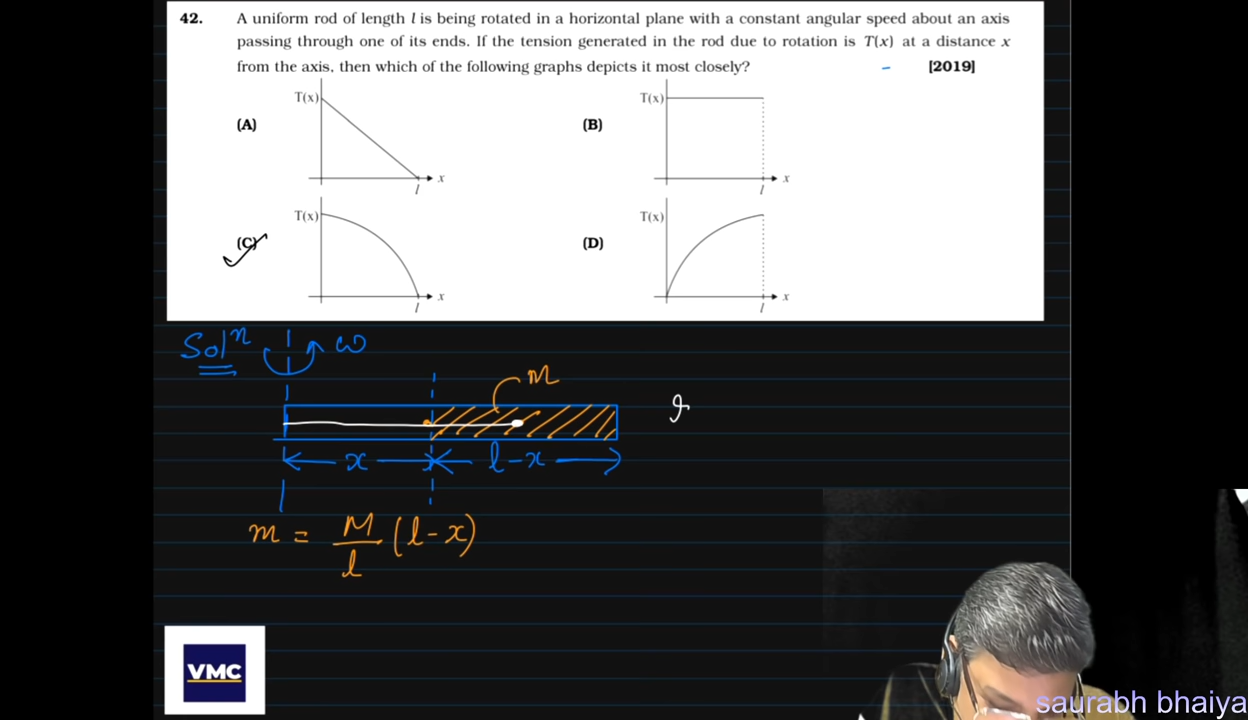 42. A uniform rod of length l is being rotated in a horizontal plane with a constant angular speed about an axis
passing through one of its ends. If the tension generated in the rod due to rotation is T(x) at a distance x
from the axis, then which of the following graphs depicts it most closely? - [2019]
(A) T(x) x l
(B) T(x) x l
(C) T(x) x l
(D) T(x) x l
Solⁿ ω
m
x l-x
m = M/l (l-x)
VMC
saurabh bhaiya